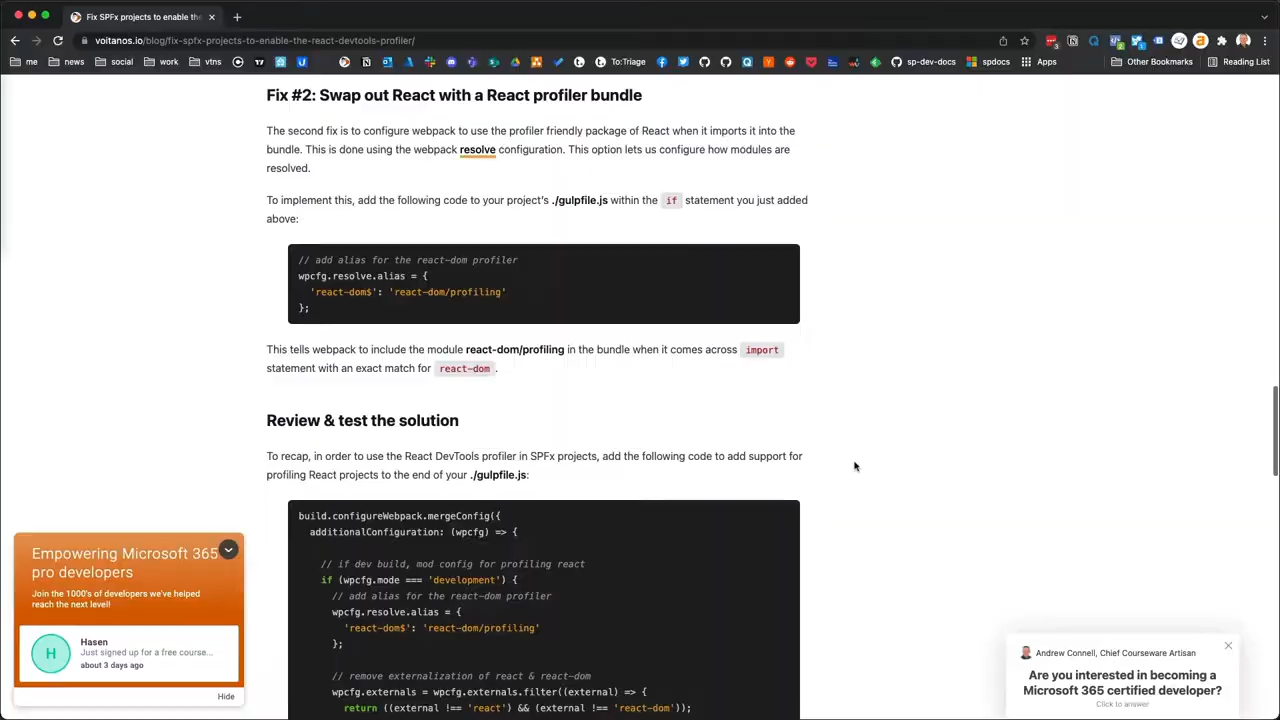 Fix SPFx projects to enable the
voitanos.io/blog/fix-spfx-projects-to-enable-the-react-devtools-profiler/
me
news
social
work
vtns
To:Triage
sp-dev-docs
spdocs
Apps
Other Bookmarks
Reading List
Fix #2: Swap out React with a React profiler bundle
The second fix is to configure webpack to use the profiler friendly package of React when it imports it into the
bundle. This is done using the webpack resolve configuration. This option lets us configure how modules are
resolved.
To implement this, add the following code to your project's ./gulpfile.js within the if statement you just added
above:
// add alias for the react-dom profiler
wpcfg.resolve.alias = {
'react-dom$': 'react-dom/profiling'
};
This tells webpack to include the module react-dom/profiling in the bundle when it comes across import
statement with an exact match for react-dom.
Review & test the solution
To recap, in order to use the React DevTools profiler in SPFx projects, add the following code to add support for
profiling React projects to the end of your ./gulpfile.js:
build.configureWebpack.mergeConfig({
additionalConfiguration: (wpcfg) => {
// if dev build, mod config for profiling react
if (wpcfg.mode === 'development') {
// add alias for the react-dom profiler
wpcfg.resolve.alias = {
'react-dom$': 'react-dom/profiling'
};
// remove externalization of react & react-dom
wpcfg.externals = wpcfg.externals.filter((external) => {
return ((external !== 'react') && (external !== 'react-dom'));
Empowering Microsoft 365
pro developers
Join the 1000's of developers we've helped
reach the next level!
H
Hasen
Just signed up for a free course...
about 3 days ago
Hide
Andrew Connell, Chief Courseware Artisan
Are you interested in becoming a
Microsoft 365 certified developer?
Click to answer